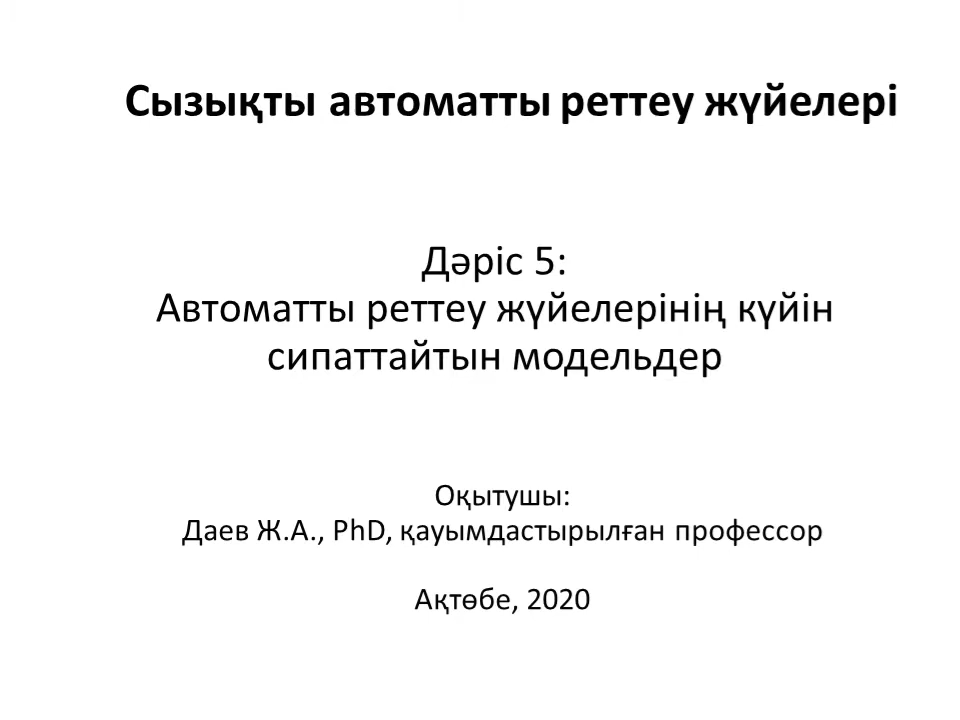 Сызықты автоматты реттеу жүйелері
Дәріс 5:
Автоматты реттеу жүйелерінің күйін
сипаттайтын модельдер
Оқытушы:
Даев Ж.А., PhD, қауымдастырылған профессор
Ақтөбе, 2020